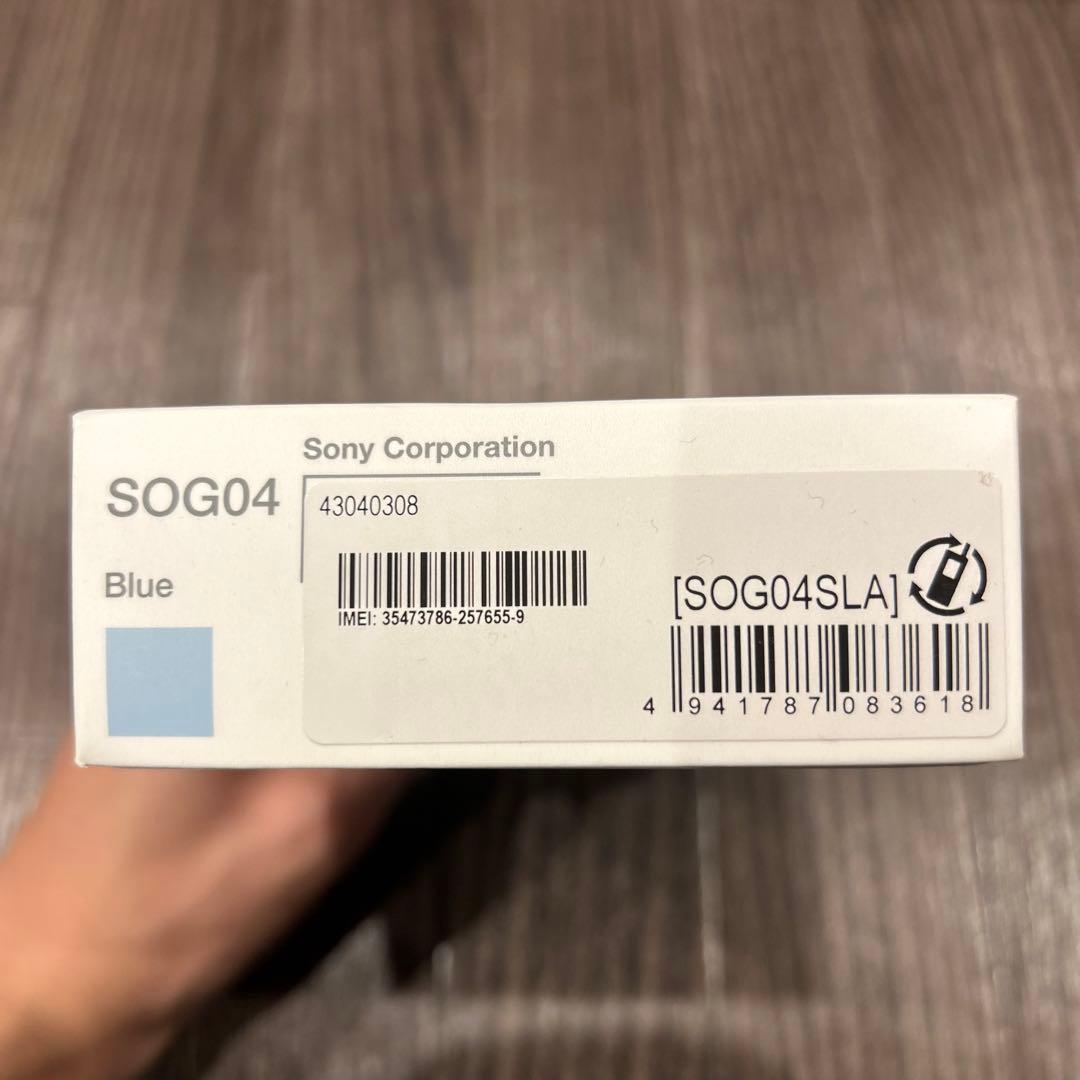 Sony Corporation
SOG04
43040308
Blue
IMEI: 35473786-257655-9
[SOG04SLA]
4 941787 083618